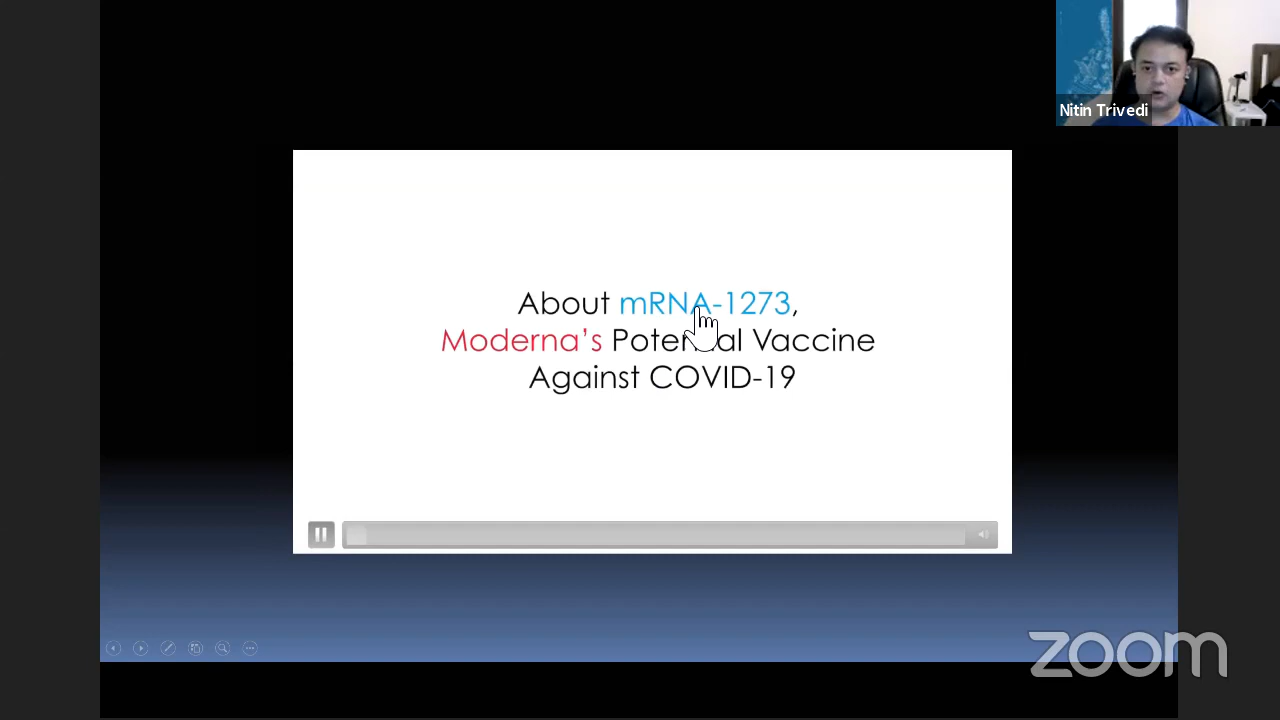 Nitin Trivedi
About mRNA-1273,
Moderna's Potential Vaccine
Against COVID-19
zoom